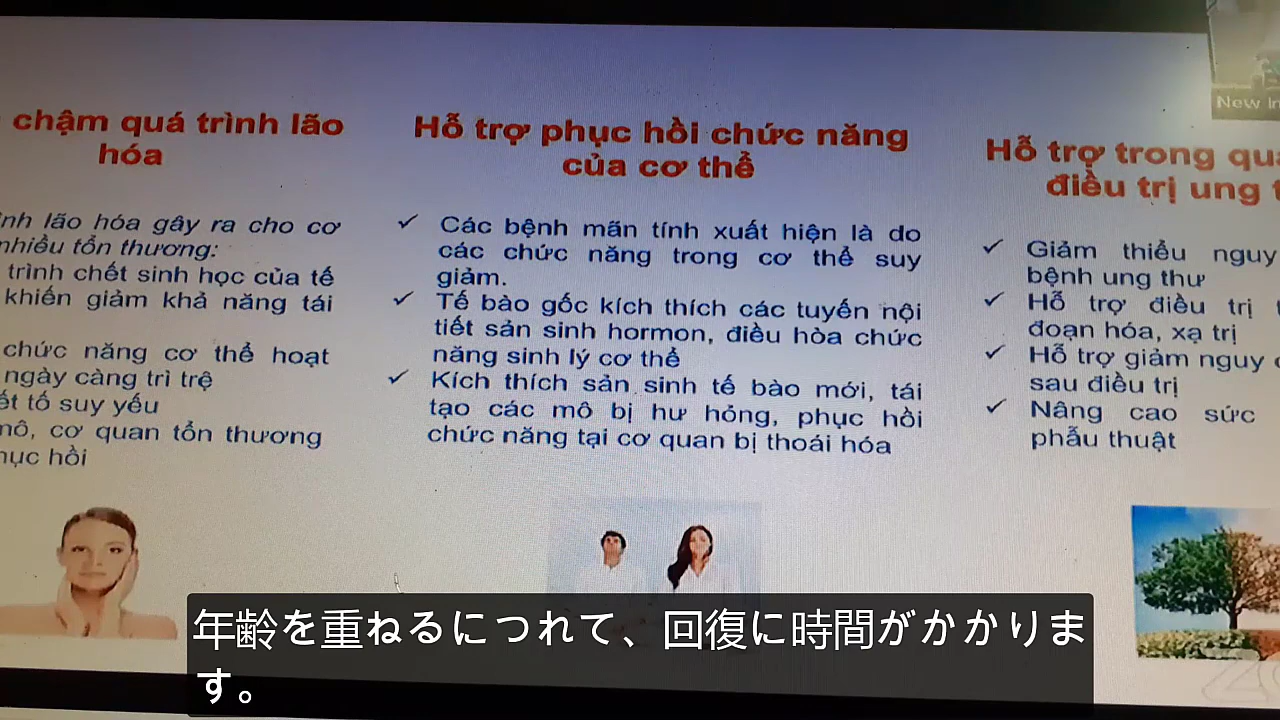 chậm quá trình lão
hóa
lão hóa gây ra cho cơ
nhiều tổn thương:
trình chết sinh học của tế
khiến giảm khả năng tái
chức năng cơ thể hoạt
ngày càng trì trệ
tố suy yếu
cơ quan tổn thương
hồi
Hỗ trợ phục hồi chức năng
của cơ thể
✓ Các bệnh mãn tính xuất hiện là do
các chức năng trong cơ thể suy
giảm.
✓ Tế bào gốc kích thích các tuyến nội
tiết sản sinh hormon, điều hòa chức
năng sinh lý cơ thể
✓ Kích thích sản sinh tế bào mới, tái
tạo các mô bị hư hỏng, phục hồi
chức năng tại cơ quan bị thoái hóa
Hỗ trợ trong
điều trị ung
✓ Giảm thiểu nguy
bệnh ung thư
✓ Hỗ trợ điều trị
đoạn hóa, xạ trị
✓ Hỗ trợ giảm nguy
sau điều trị
✓ Nâng cao sức
phẫu thuật
New
年齢を重ねるにつれて、回復に時間がかかりま
す。